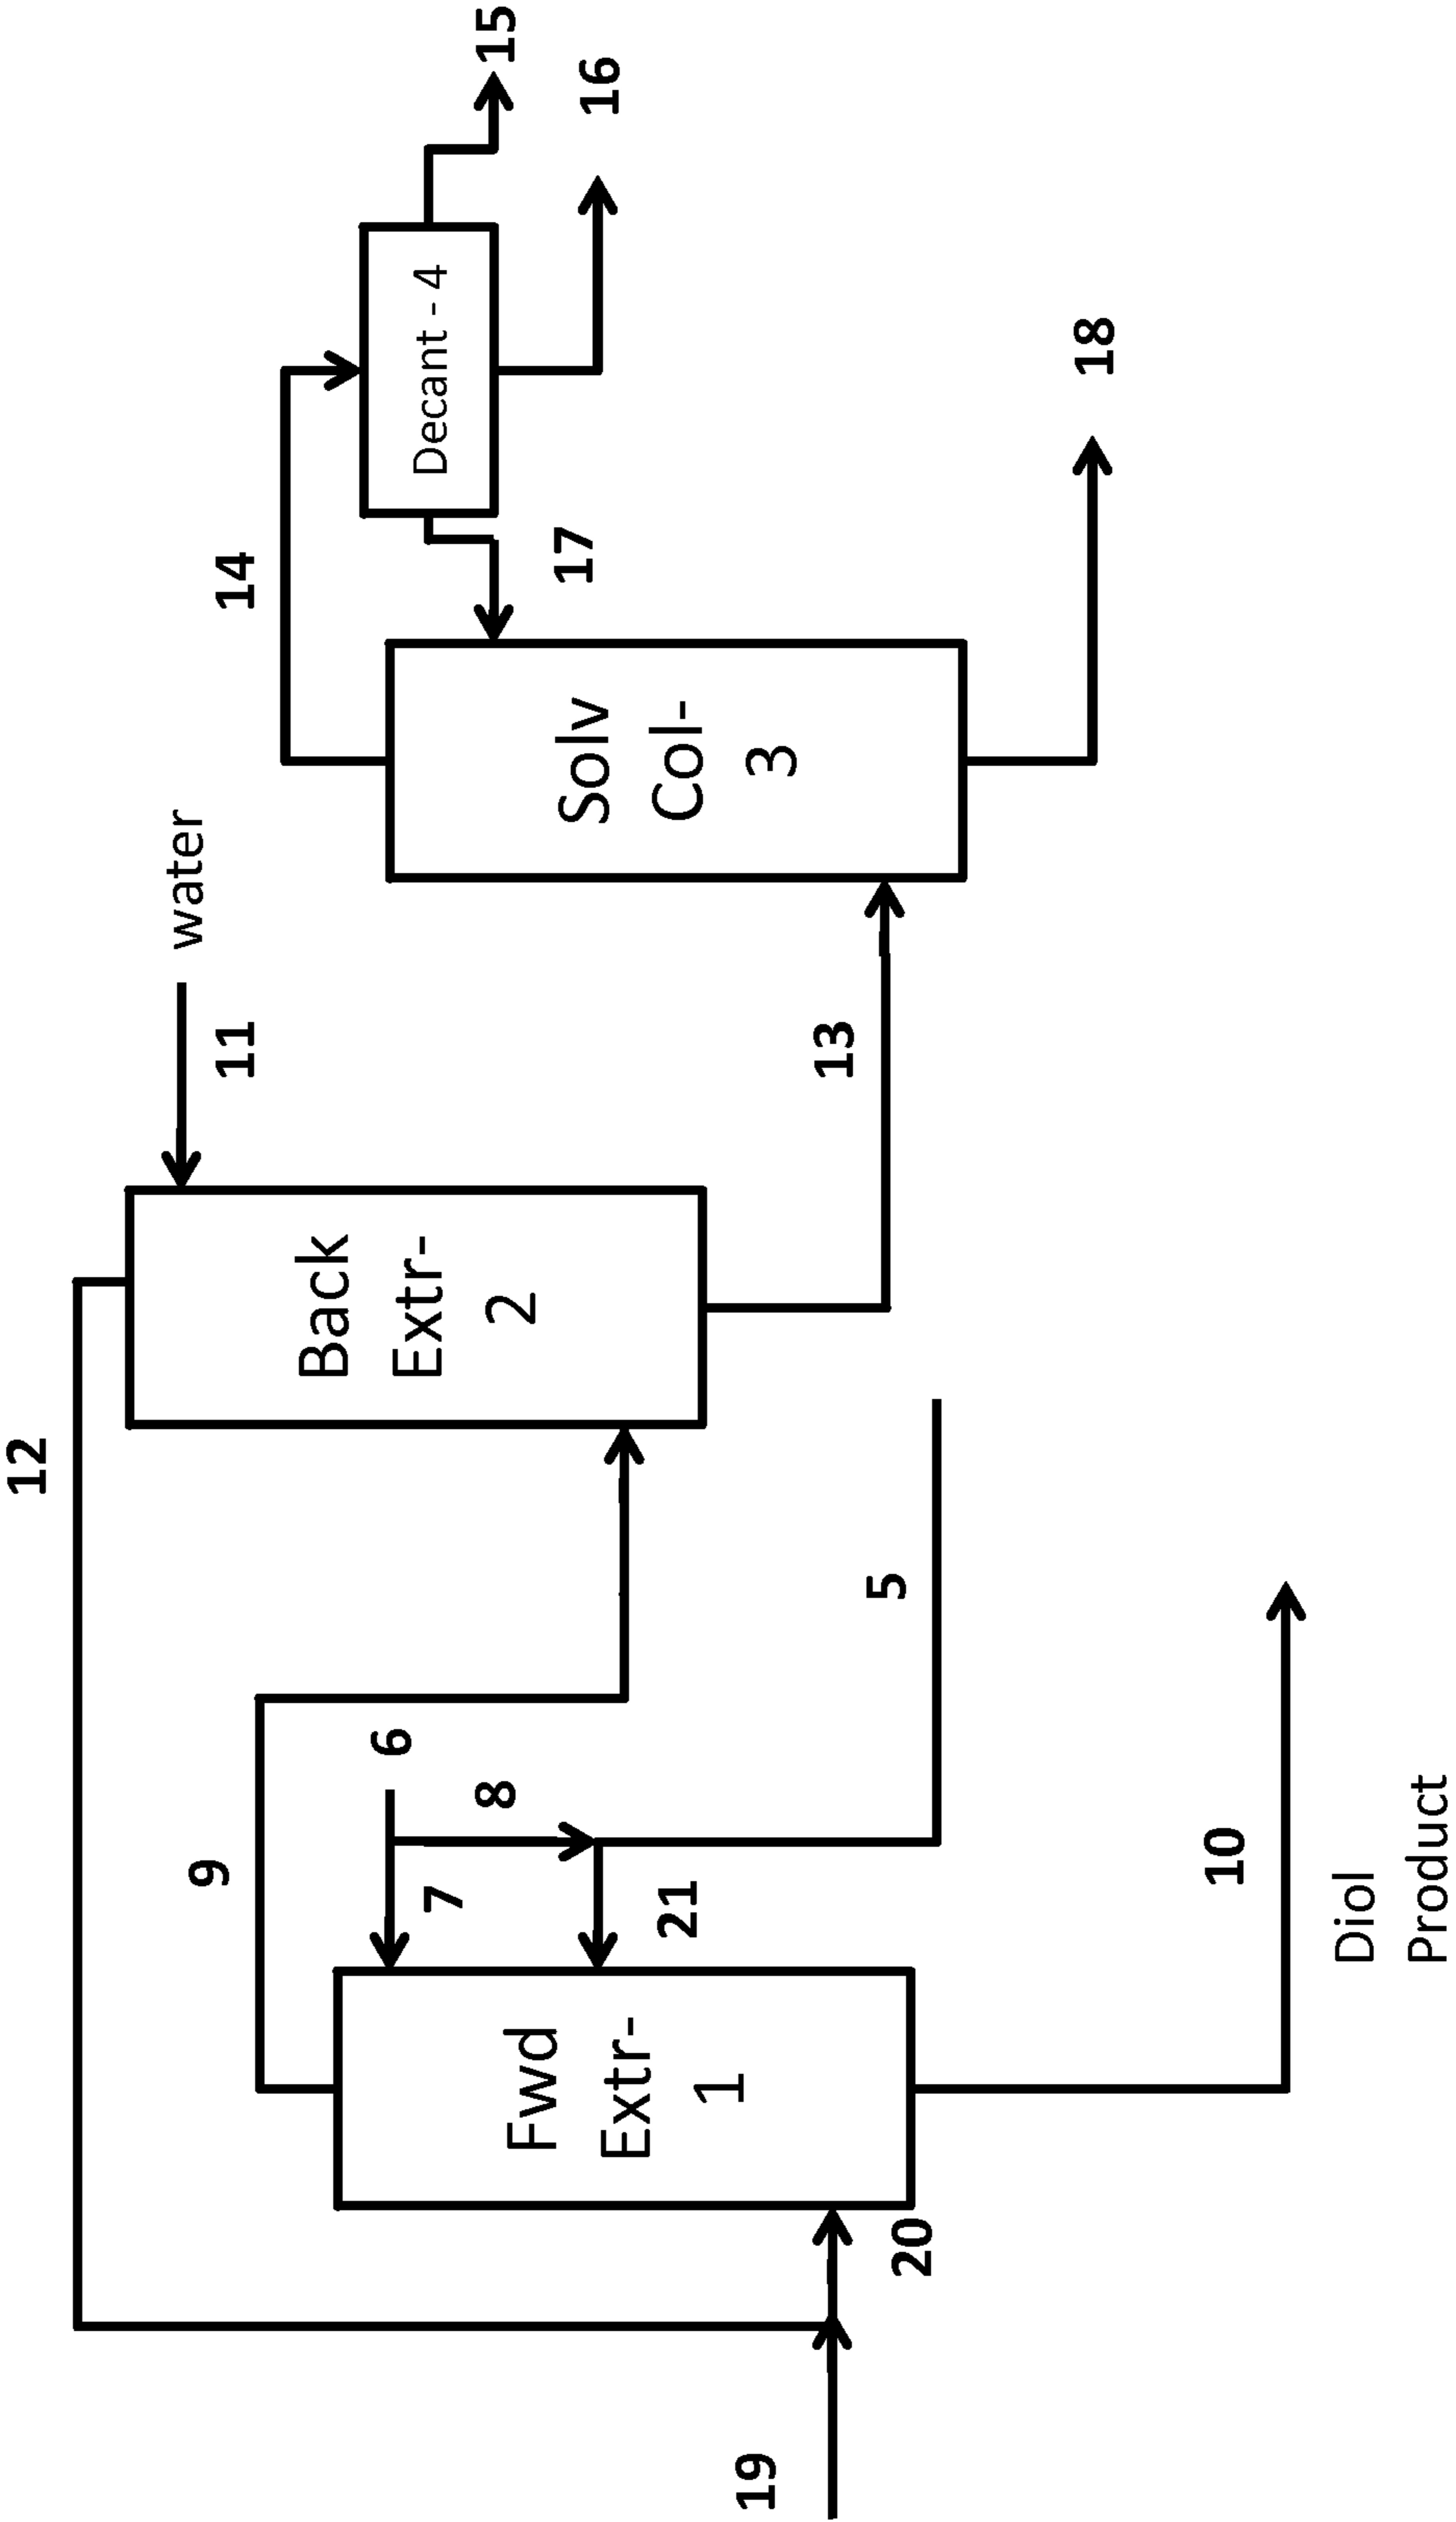 12
9
6
7
8
21
5
Fwd
Extr-
1
19
20
10
Diol
Product
Back
Extr-
2
11
water
13
14
Solv
Col-
3
17
Decant - 4
15
16
18